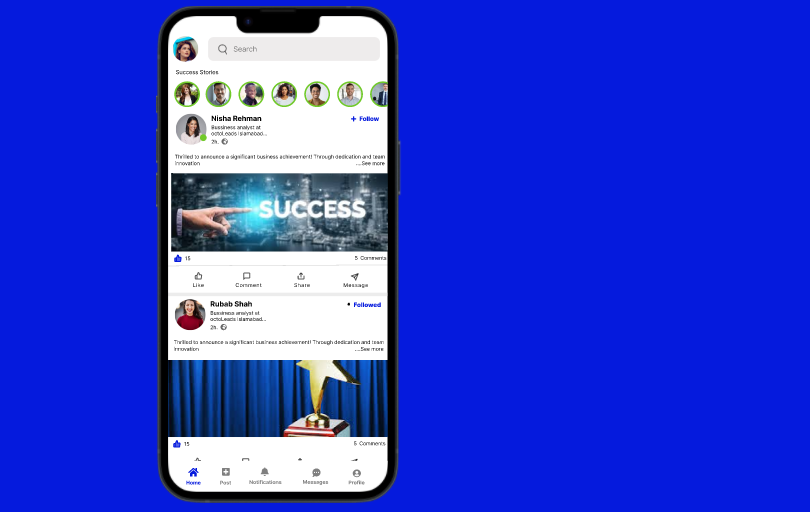 Search
Success Stories
Nisha Rehman
+ Follow
Bussiness analyst at
octoLeads Islamabad...
2h.
Thrilled to announce a significant business achievement! Through dedication and team
innovation
....See more
SUCCESS
15
5 Comments
Like
Comment
Share
Message
Rubab Shah
• Followed
Bussiness analyst at
octoLeads Islamabad...
2h.
Thrilled to announce a significant business achievement! Through dedication and team
innovation
....See more
15
5 Comments
Home
Post
Notifications
Messages
Profile